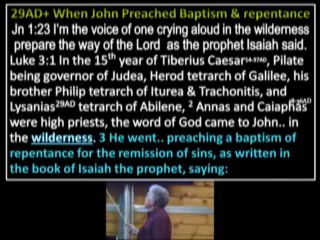 29AD+ When John Preached Baptism & repentance
Jn 1:23 I'm the voice of one crying aloud in the wilderness
prepare the way of the Lord as the prophet Isaiah said.
Luke 3:1 In the 15th year of Tiberius Caesar14-37AD, Pilate
being governor of Judea, Herod tetrarch of Galilee, his
brother Philip tetrarch of Iturea & Trachonitis, and
Lysanias29AD tetrarch of Abilene, 2 Annas and Caiaphas
were high priests, the word of God came to John.. in
the wilderness. 3 He went.. preaching a baptism of
repentance for the remission of sins, as written in
the book of Isaiah the prophet, saying: